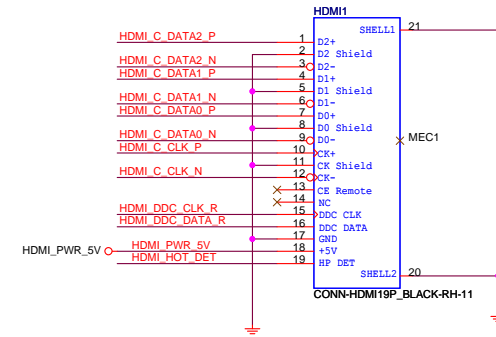 HDMI1
SHELL1 21
HDMI_C_DATA2_P 1 D2+
2 D2 Shield
HDMI_C_DATA2_N 3 D2-
HDMI_C_DATA1_P 4 D1+
5 D1 Shield
HDMI_C_DATA1_N 6 D1-
HDMI_C_DATA0_P 7 D0+
8 D0 Shield
HDMI_C_DATA0_N 9 D0-
MEC1
HDMI_C_CLK_P 10 CK+
11 CK Shield
HDMI_C_CLK_N 12 CK-
13 CE Remote
14 NC
HDMI_DDC_CLK_R 15 DDC CLK
HDMI_DDC_DATA_R 16 DDC DATA
17 GND
HDMI_PWR_5V HDMI_PWR_5V 18 +5V
HDMI_HOT_DET 19 HP DET
SHELL2 20
CONN-HDMI19P_BLACK-RH-11